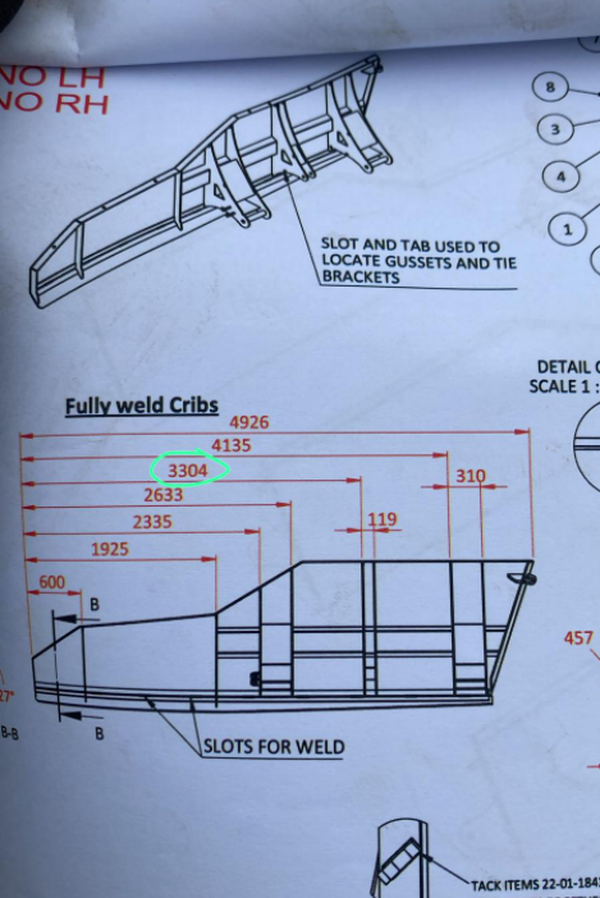 NO LH
NO RH
8
3
4
1
SLOT AND TAB USED TO
LOCATE GUSSETS AND TIE
BRACKETS
DETAIL
SCALE 1 :
Fully weld Cribs
4926
4135
3304
310
2633
119
2335
1925
600
B
457
27°
B-B
B
SLOTS FOR WELD
TACK ITEMS 22-01-184